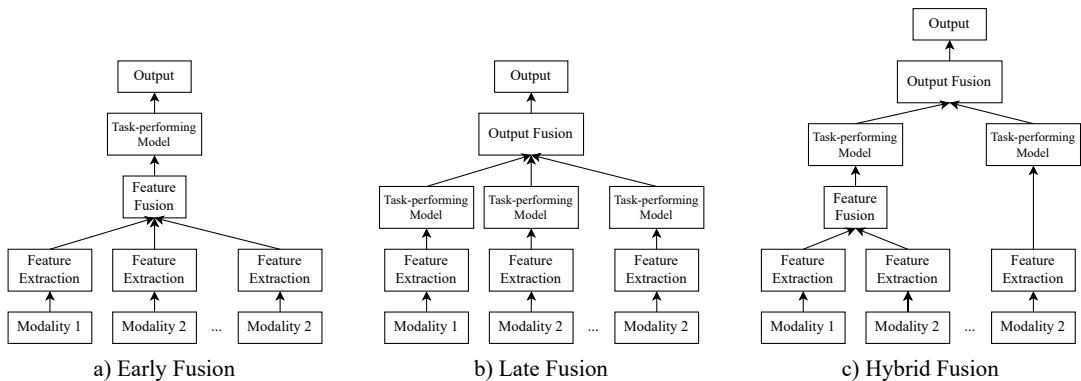 Output
Task-performing
Model
Feature
Fusion
Feature
Extraction
Feature
Extraction
Feature
Extraction
Modality 1
Modality 2
...
Modality 2
a) Early Fusion
Output
Output Fusion
Task-performing
Model
Task-performing
Model
Task-performing
Model
Feature
Extraction
Feature
Extraction
Feature
Extraction
Modality 1
Modality 2
...
Modality 2
b) Late Fusion
Output
Output Fusion
Task-performing
Model
Task-performing
Model
Feature
Fusion
Feature
Extraction
Feature
Extraction
Feature
Extraction
Modality 1
Modality 2
...
Modality 2
c) Hybrid Fusion